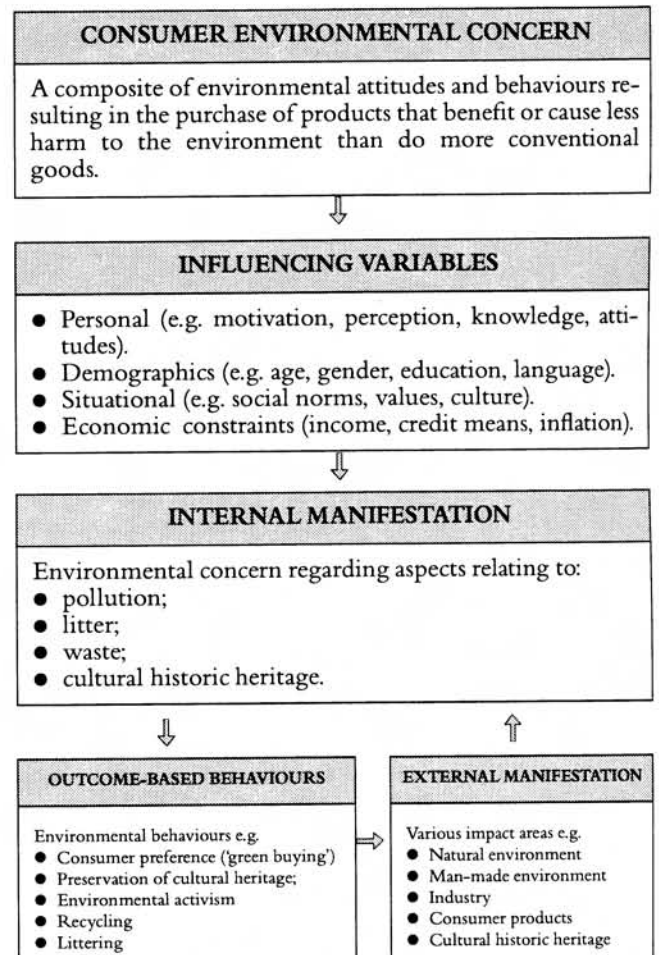 CONSUMER ENVIRONMENTAL CONCERN
A composite of environmental attitudes and behaviours re-
sulting in the purchase of products that benefit or cause less
harm to the environment than do more conventional
goods.
INFLUENCING VARIABLES
● Personal (e.g. motivation, perception, knowledge, atti-
tudes).
● Demographics (e.g. age, gender, education, language).
● Situational (e.g. social norms, values, culture).
● Economic constraints (income, credit means, inflation).
INTERNAL MANIFESTATION
Environmental concern regarding aspects relating to:
● pollution;
● litter;
● waste;
● cultural historic heritage.
OUTCOME-BASED BEHAVIOURS
Environmental behaviours e.g.
● Consumer preference ('green buying')
● Preservation of cultural heritage;
● Environmental activism
● Recycling
● Littering
EXTERNAL MANIFESTATION
Various impact areas e.g.
● Natural environment
● Man-made environment
● Industry
● Consumer products
● Cultural historic heritage